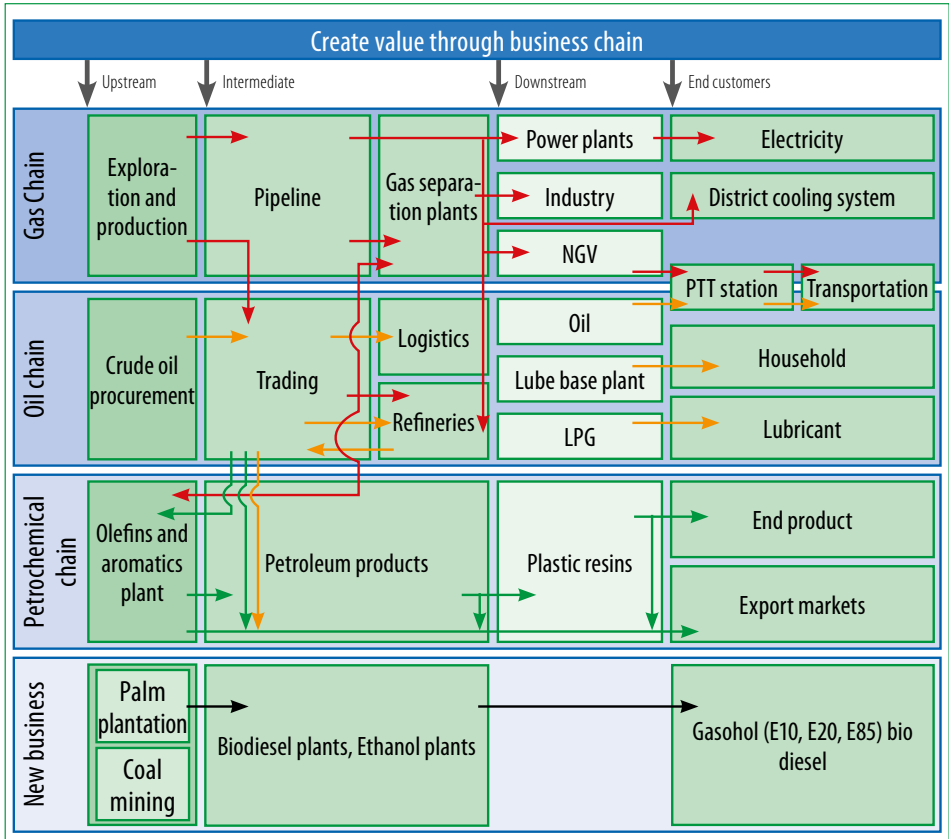 Create value through business chain
Upstream
Intermediate
Downstream
End customers
Gas Chain
Explora-
tion and
production
Pipeline
Gas separa-
tion plants
Power plants
Electricity
Industry
District cooling system
NGV
PTT station
Transportation
Oil chain
Crude oil
procurement
Trading
Logistics
Refineries
Oil
Lube base plant
LPG
Household
Lubricant
Petrochemical
chain
Olefins and
aromatics
plant
Petroleum products
Plastic resins
End product
Export markets
New business
Palm
plantation
Coal
mining
Biodiesel plants, Ethanol plants
Gasohol (E10, E20, E85) bio
diesel